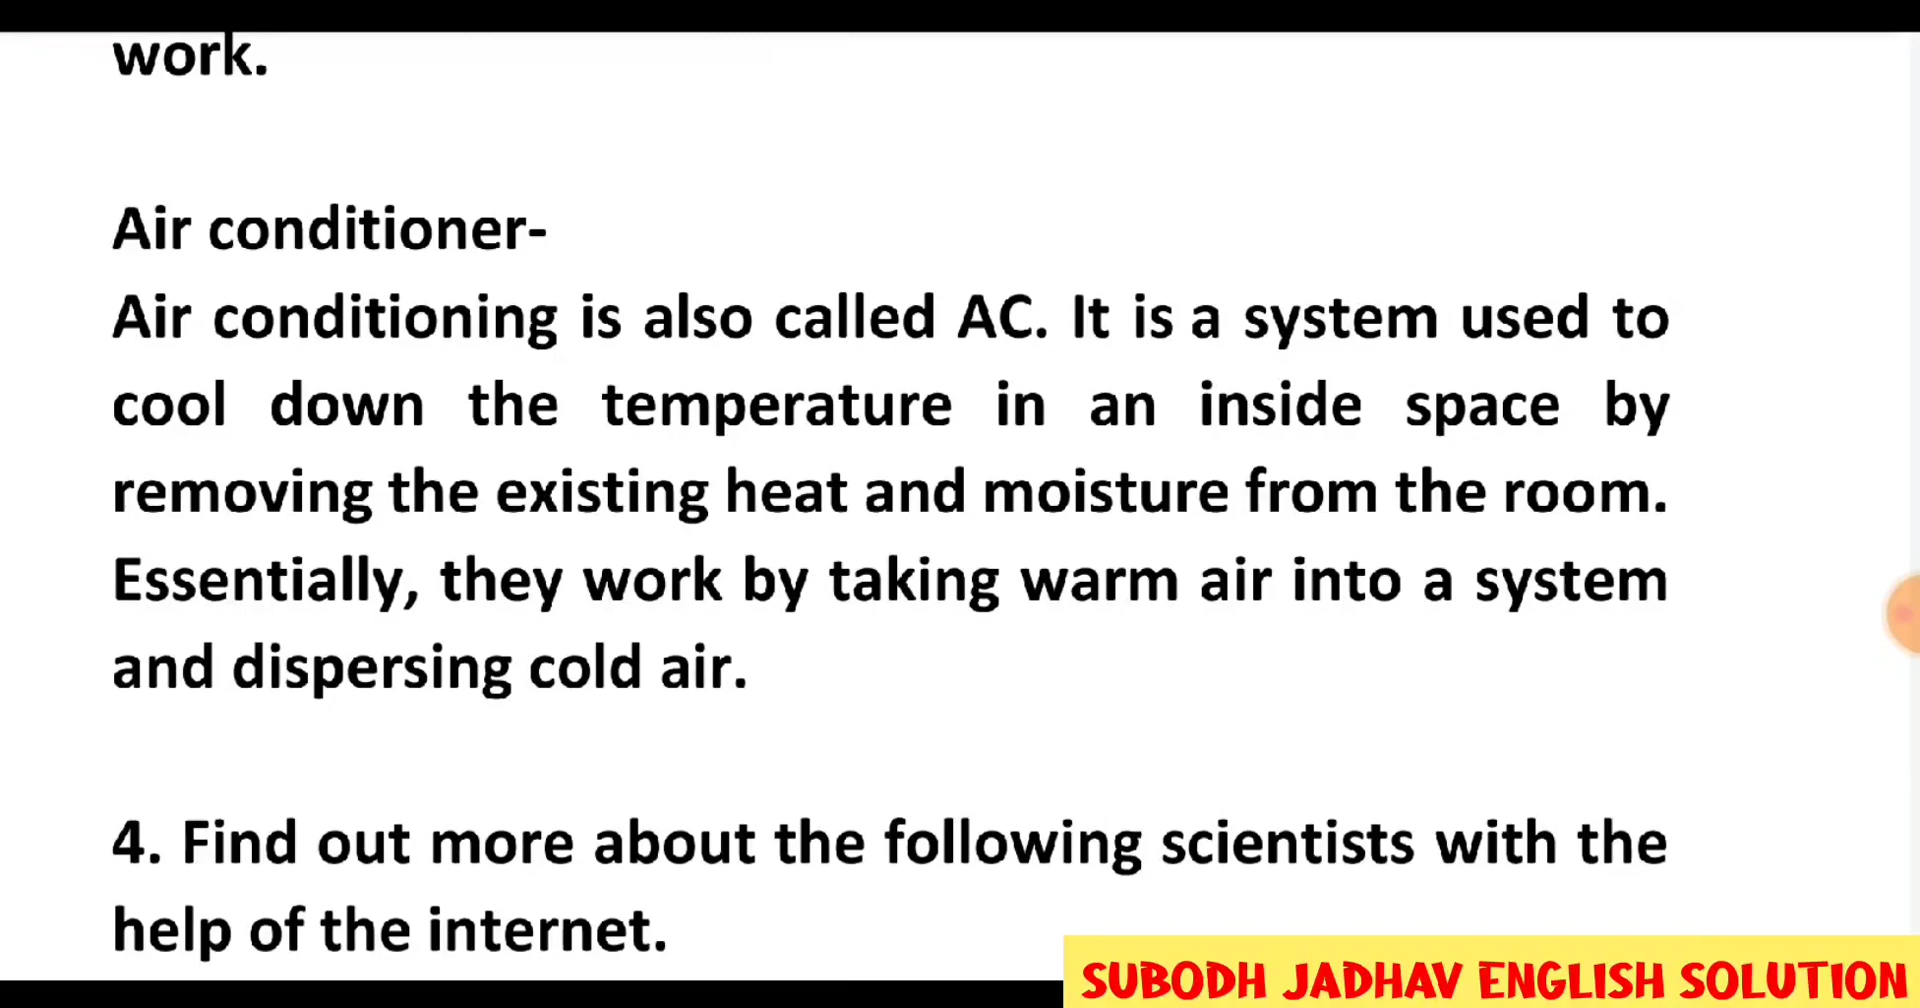 work.
Air conditioner-
Air conditioning is also called AC. It is a system used to
cool down the temperature in an inside space by
removing the existing heat and moisture from the room.
Essentially, they work by taking warm air into a system
and dispersing cold air.
4. Find out more about the following scientists with the
help of the internet.
SUBODH JADHAV ENGLISH SOLUTION